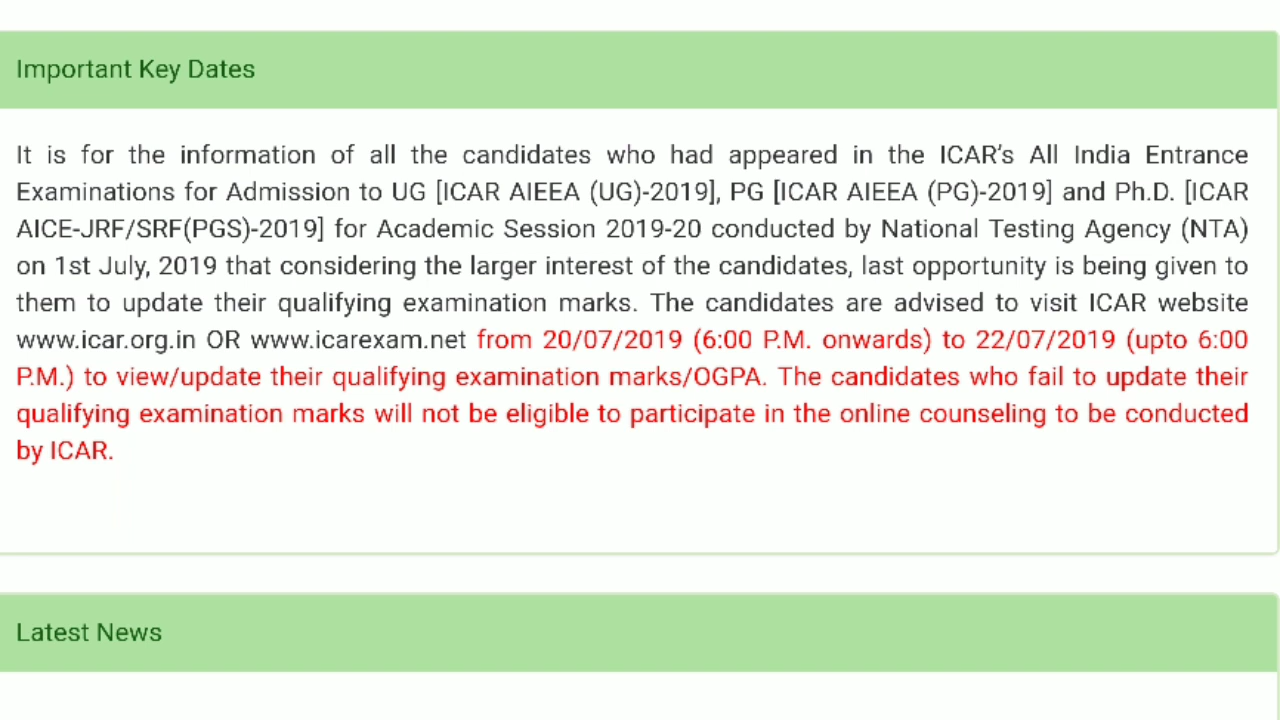 Important Key Dates
It is for the information of all the candidates who had appeared in the ICAR's All India Entrance
Examinations for Admission to UG [ICAR AIEEA (UG)-2019], PG [ICAR AIEEA (PG)-2019] and Ph.D. [ICAR
AICE-JRF/SRF(PGS)-2019] for Academic Session 2019-20 conducted by National Testing Agency (NTA)
on 1st July, 2019 that considering the larger interest of the candidates, last opportunity is being given to
them to update their qualifying examination marks. The candidates are advised to visit ICAR website
www.icar.org.in OR www.icarexam.net from 20/07/2019 (6:00 P.M. onwards) to 22/07/2019 (upto 6:00
P.M.) to view/update their qualifying examination marks/OGPA. The candidates who fail to update their
qualifying examination marks will not be eligible to participate in the online counseling to be conducted
by ICAR.
Latest News